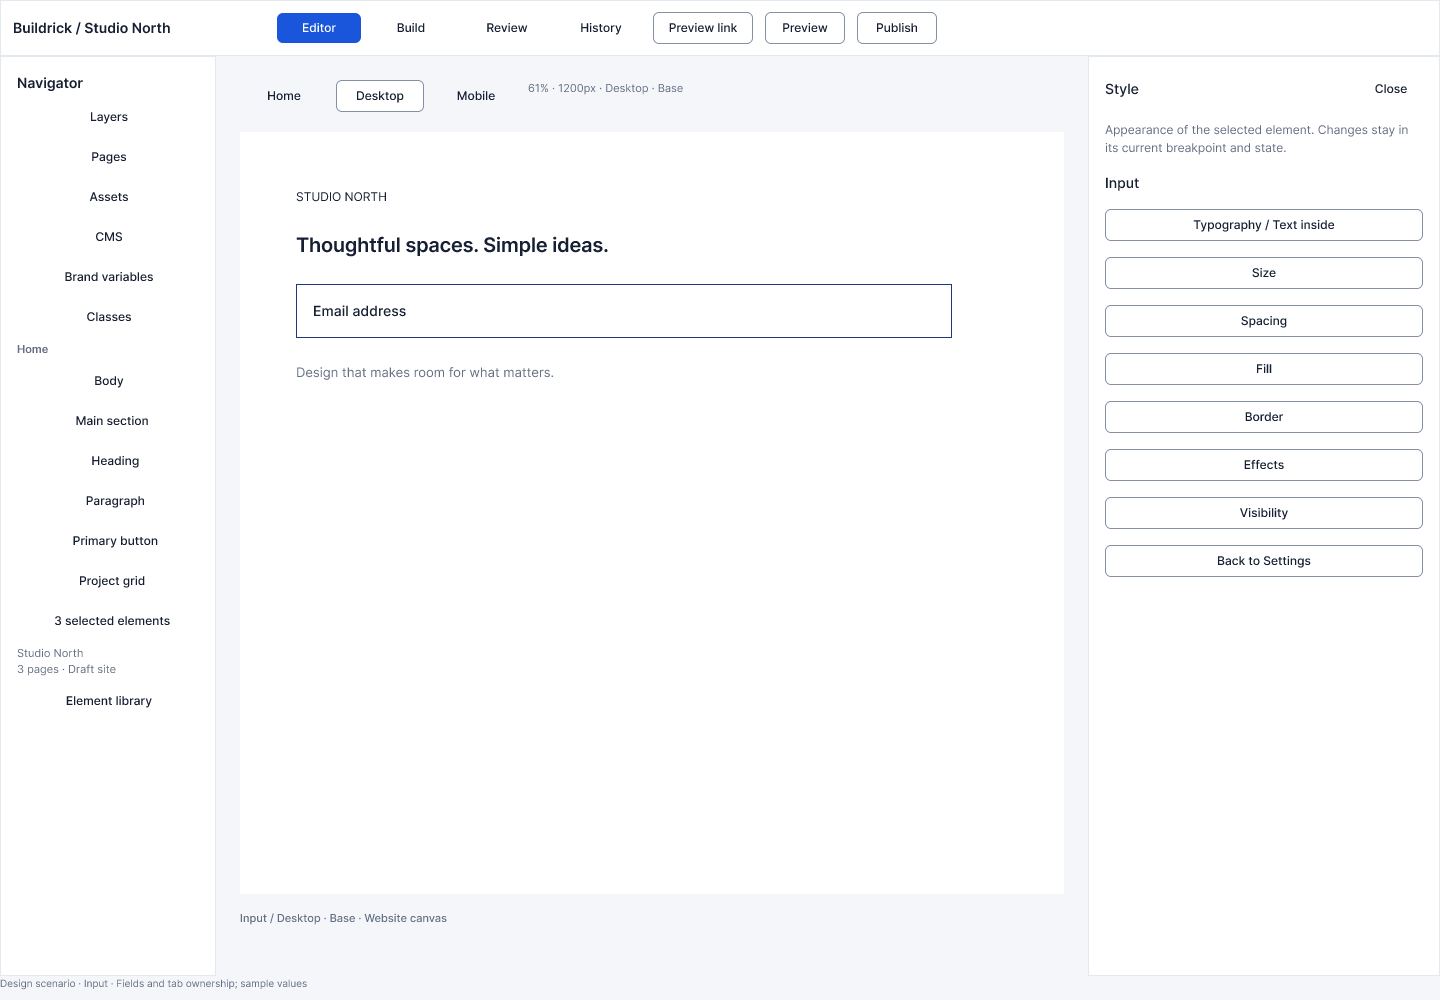 Buildrick / Studio North
Editor
Build
Review
History
Preview link
Preview
Publish
Navigator
Layers
Pages
Assets
CMS
Brand variables
Classes
Home
Body
Main section
Heading
Paragraph
Primary button
Project grid
3 selected elements
Studio North
3 pages · Draft site
Element library
Home
Desktop
Mobile
61% · 1200px · Desktop · Base
STUDIO NORTH
Thoughtful spaces. Simple ideas.
Email address
Design that makes room for what matters.
Input / Desktop · Base · Website canvas
Style
Close
Appearance of the selected element. Changes stay in
its current breakpoint and state.
Input
Typography / Text inside
Size
Spacing
Fill
Border
Effects
Visibility
Back to Settings
Design scenario · Input · Fields and tab ownership; sample values